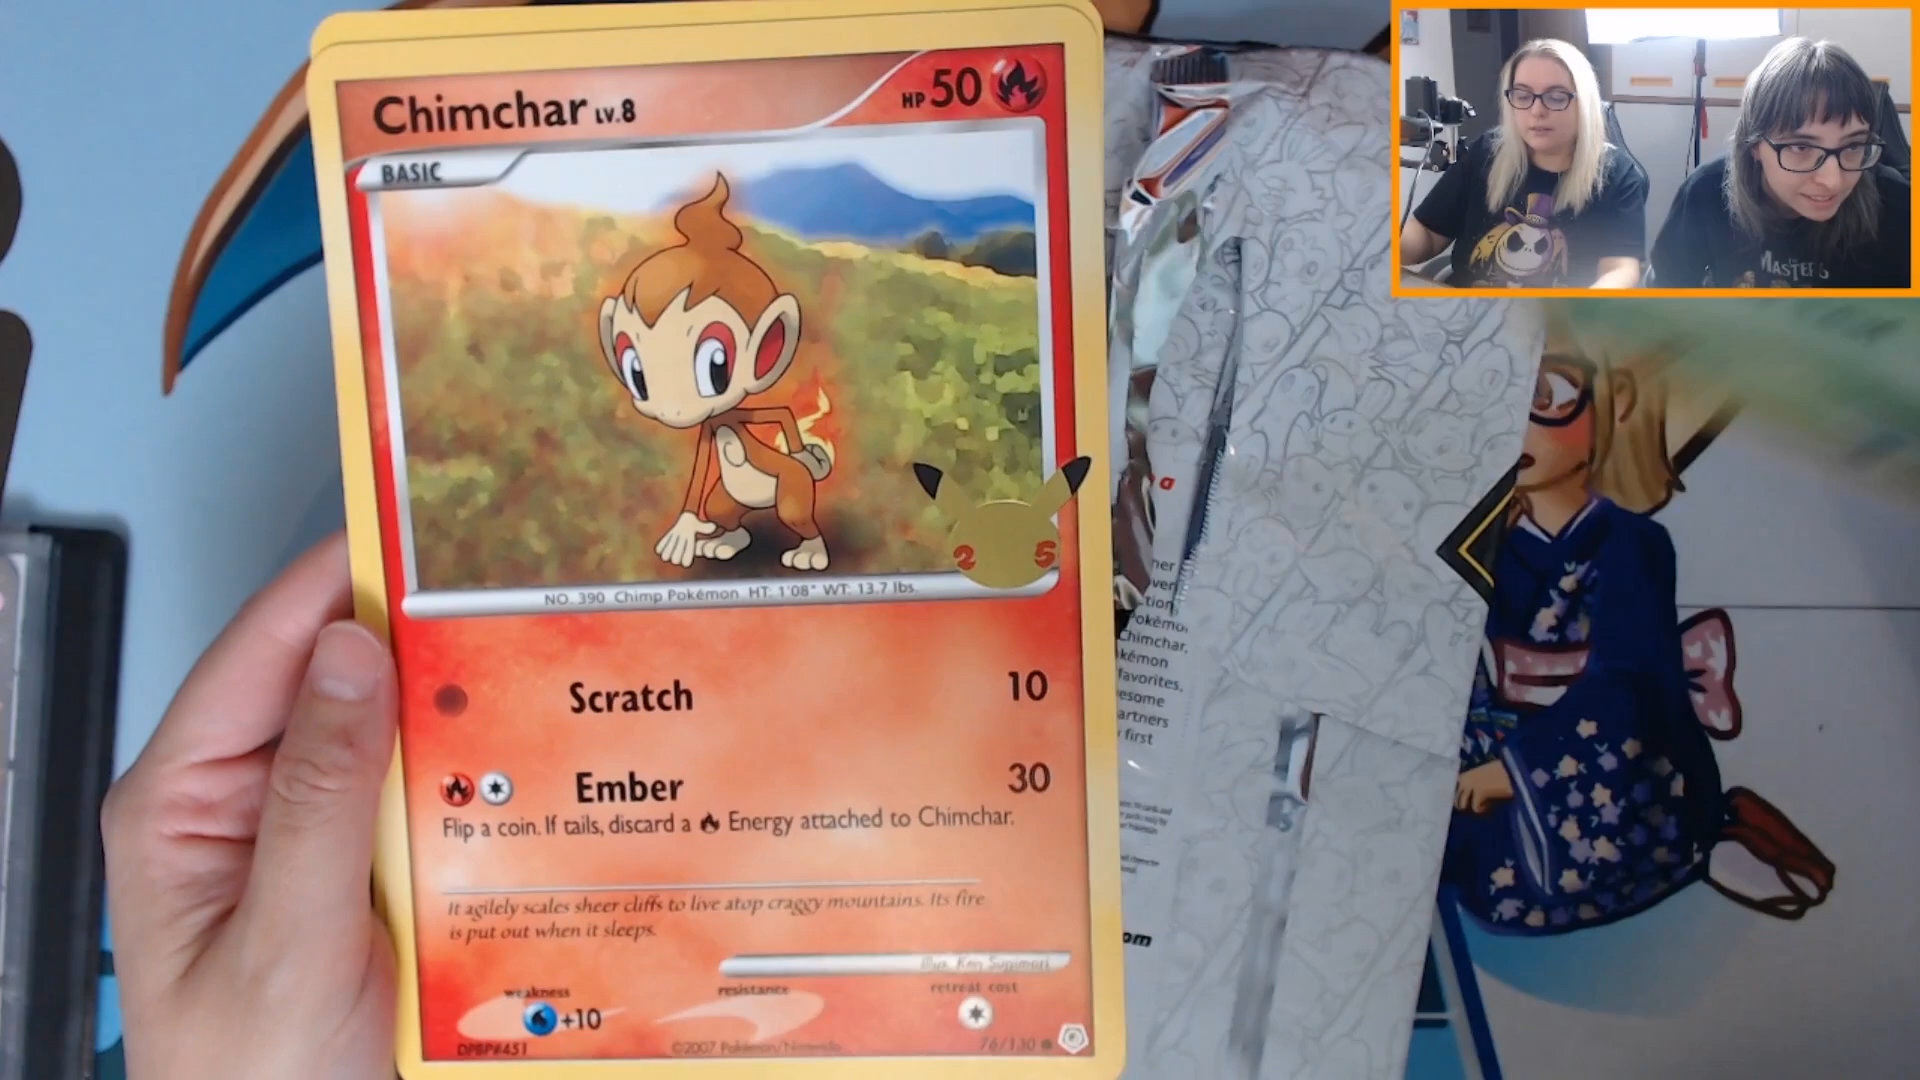 Chimchar LV.8
HP 50
BASIC
25
NO. 390 Chimp Pokémon HT: 1'08" WT: 13.7 lbs.
Scratch 10
Ember 30
Flip a coin. If tails, discard a Energy attached to Chimchar.
It agilely scales sheer cliffs to live atop craggy mountains. Its fire
is put out when it sleeps.
Illus. Ken Sugimori
weakness
resistance
retreat cost
+10
DPBP#451
©2007 Pokémon/Nintendo
76/130
Chimchar,
favorites,
first
MASTERS